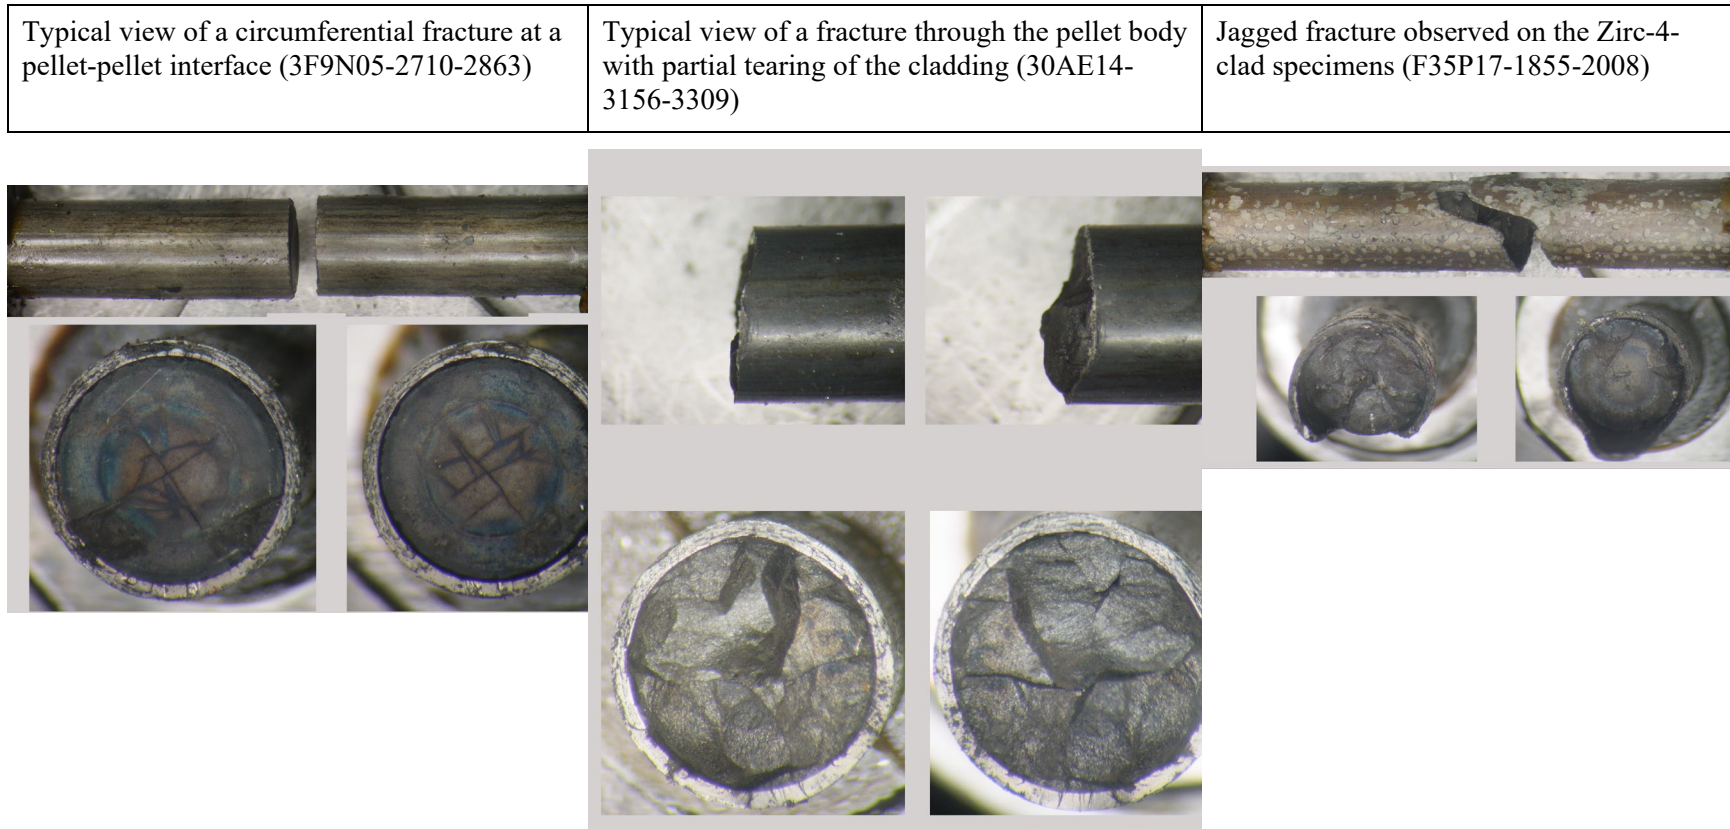 Typical view of a circumferential fracture at a
pellet-pellet interface (3F9N05-2710-2863)
Typical view of a fracture through the pellet body
with partial tearing of the cladding (30AE14-
3156-3309)
Jagged fracture observed on the Zirc-4-
clad specimens (F35P17-1855-2008)